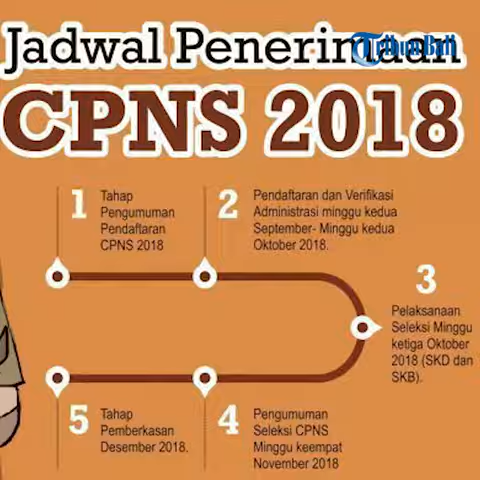 Jadwal Penerimaan
Tribun Bali
CPNS 2018
1
Tahap
Pengumuman
Pendaftaran
CPNS 2018
2
Pendaftaran dan Verifikasi
Administrasi minggu kedua
September- Minggu kedua
Oktober 2018.
3
Pelaksanaan
Seleksi Minggu
ketiga Oktober
2018 (SKD dan
SKB).
5
Tahap
Pemberkasan
Desember 2018.
4
Pengumuman
Seleksi CPNS
Minggu keempat
November 2018